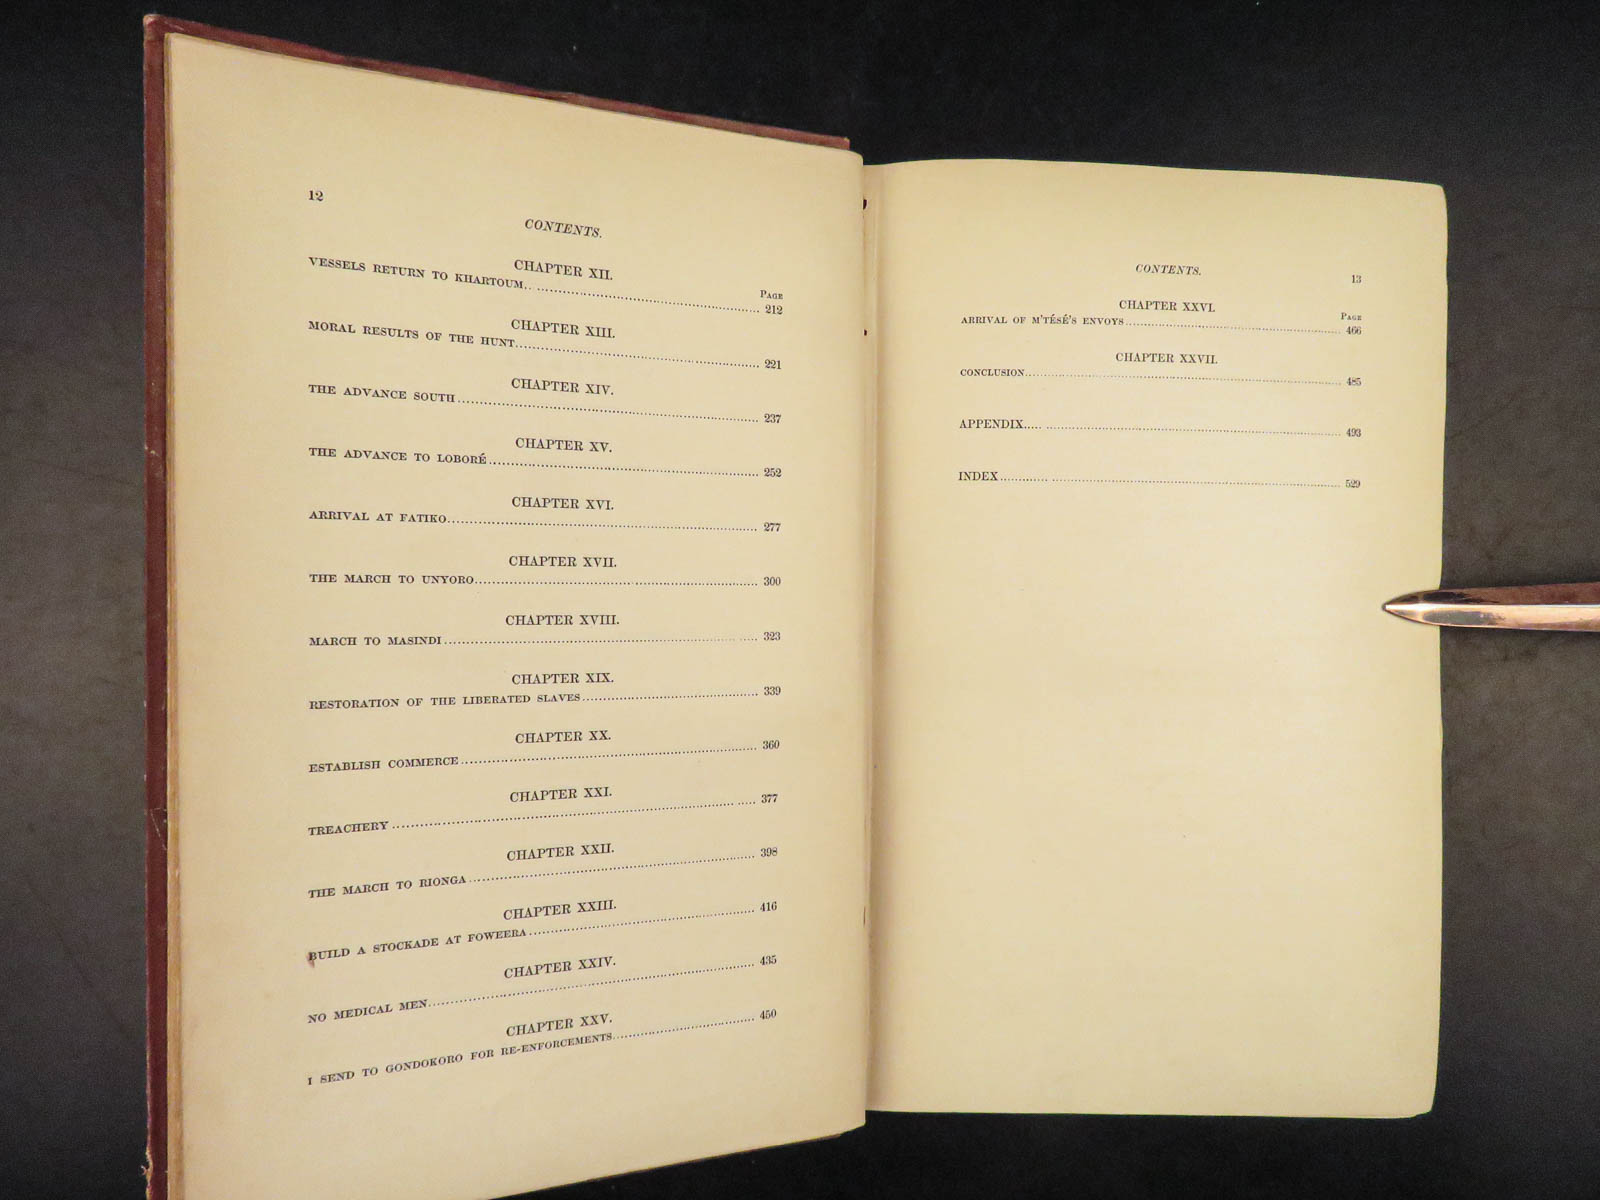 12
CONTENTS.
CHAPTER XII.
Page
VESSELS RETURN TO KHARTOUM.. ........................................ 212
CHAPTER XIII.
MORAL RESULTS OF THE HUNT............................................ 221
CHAPTER XIV.
THE ADVANCE SOUTH.................................................... 237
CHAPTER XV.
THE ADVANCE TO LOBORÉ................................................ 252
CHAPTER XVI.
ARRIVAL AT FATIKO.................................................... 277
CHAPTER XVII.
THE MARCH TO UNYORO.................................................. 300
CHAPTER XVIII.
MARCH TO MASINDI..................................................... 323
CHAPTER XIX.
RESTORATION OF THE LIBERATED SLAVES.................................. 339
CHAPTER XX.
ESTABLISH COMMERCE................................................... 360
CHAPTER XXI.
TREACHERY............................................................ 377
CHAPTER XXII.
THE MARCH TO RIONGA.................................................. 398
CHAPTER XXIII.
BUILD A STOCKADE AT FOWEERA.......................................... 416
CHAPTER XXIV.
NO MEDICAL MEN....................................................... 435
CHAPTER XXV.
I SEND TO GONDOKORO FOR RE-ENFORCEMENTS.............................. 450
CONTENTS. 13
CHAPTER XXVI.
Page
ARRIVAL OF M'TÉSÉ'S ENVOYS........................................... 466
CHAPTER XXVII.
CONCLUSION........................................................... 485
APPENDIX..... ....................................................... 493
INDEX............. .................................................. 529